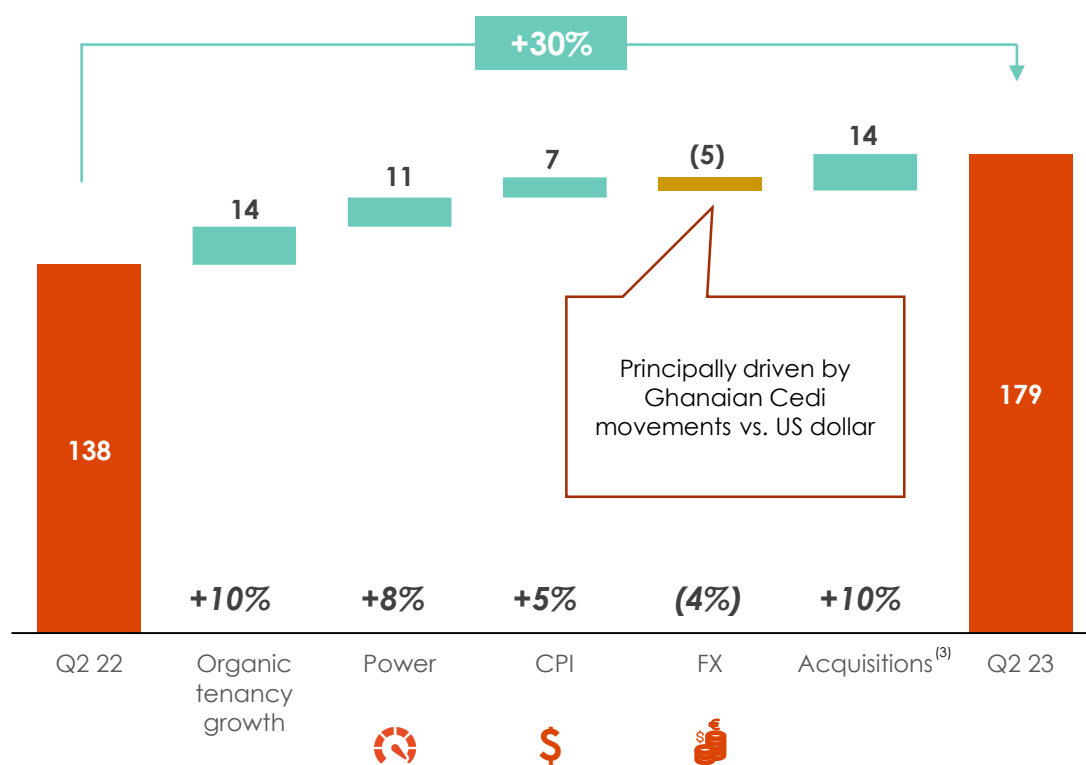 +30%
14
11
7
(5)
14
138
Principally driven by
Ghanaian Cedi
movements vs. US dollar
179
+10%
+8%
+5%
(4%)
+10%
Q2 22
Organic
tenancy
growth
Power
CPI
FX
Acquisitions(3)
Q2 23
$
$
€